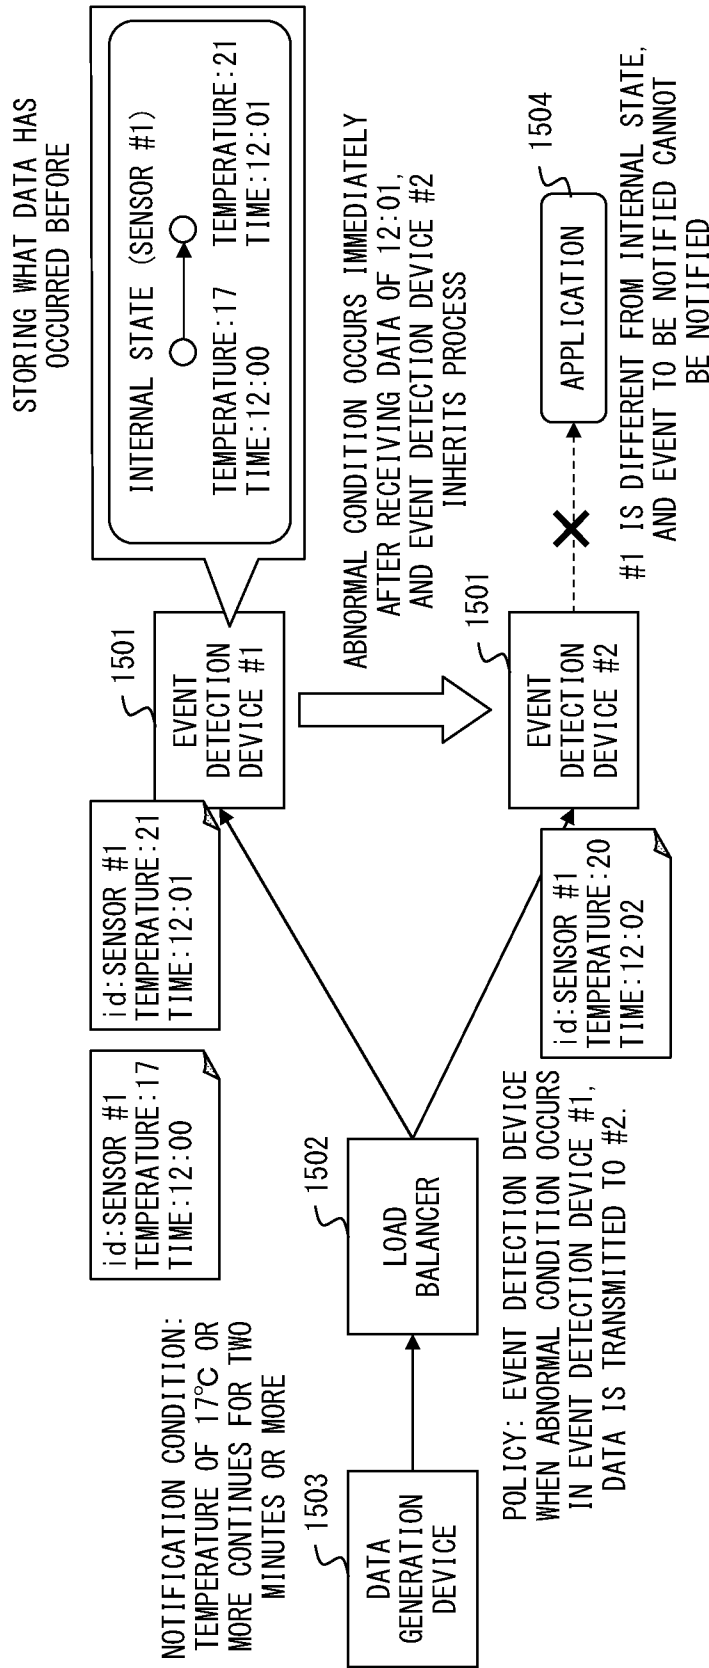 STORING WHAT DATA HAS
OCCURRED BEFORE
INTERNAL STATE (SENSOR #1)
TEMPERATURE:17
TIME:12:00
TEMPERATURE:21
TIME:12:01
id:SENSOR #1
TEMPERATURE:17
TIME:12:00
id:SENSOR #1
TEMPERATURE:21
TIME:12:01
1501
EVENT
DETECTION
DEVICE #1
NOTIFICATION CONDITION:
TEMPERATURE OF 17℃ OR
MORE CONTINUES FOR TWO
MINUTES OR MORE
ABNORMAL CONDITION OCCURS IMMEDIATELY
AFTER RECEIVING DATA OF 12:01,
AND EVENT DETECTION DEVICE #2
INHERITS PROCESS
1503
DATA
GENERATION
DEVICE
1502
LOAD
BALANCER
1501
EVENT
DETECTION
DEVICE #2
1504
APPLICATION
id:SENSOR #1
TEMPERATURE:20
TIME:12:02
POLICY: EVENT DETECTION DEVICE
WHEN ABNORMAL CONDITION OCCURS
IN EVENT DETECTION DEVICE #1,
DATA IS TRANSMITTED TO #2.
#1 IS DIFFERENT FROM INTERNAL STATE,
AND EVENT TO BE NOTIFIED CANNOT
BE NOTIFIED